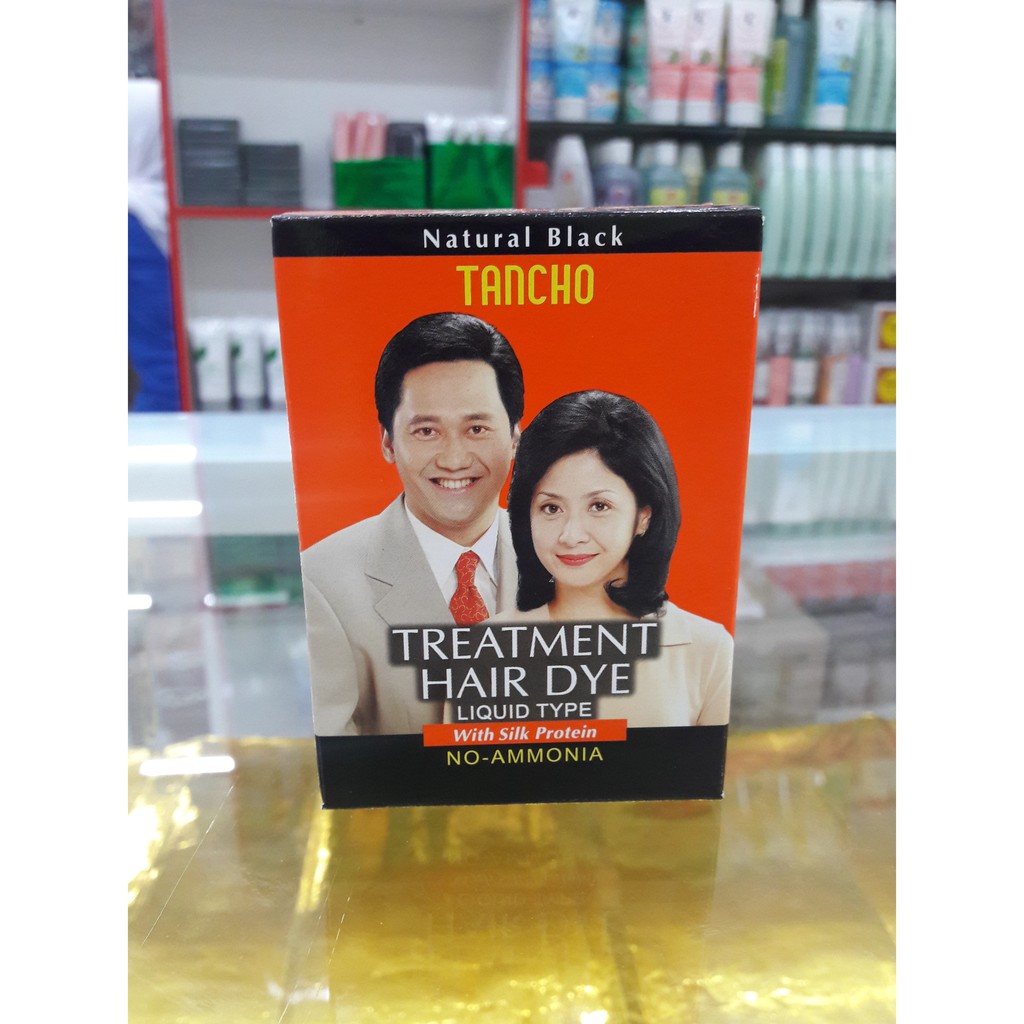 Natural Black
TANCHO
TREATMENT
HAIR DYE
LIQUID TYPE
With Silk Protein
NO-AMMONIA